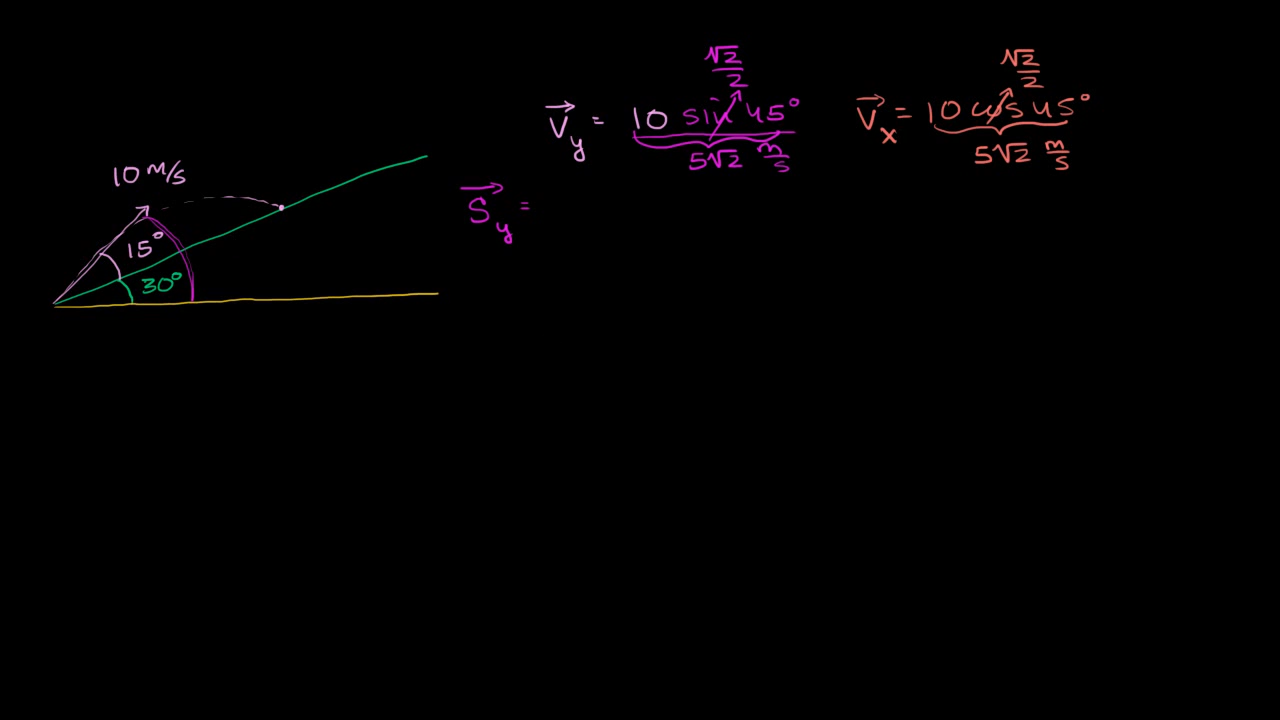 √2/2
√2/2
V⃗y = 10 sin 45°
V⃗x = 10 cos 45°
5√2 m/s
5√2 m/s
10 m/s
S⃗y =
15°
30°